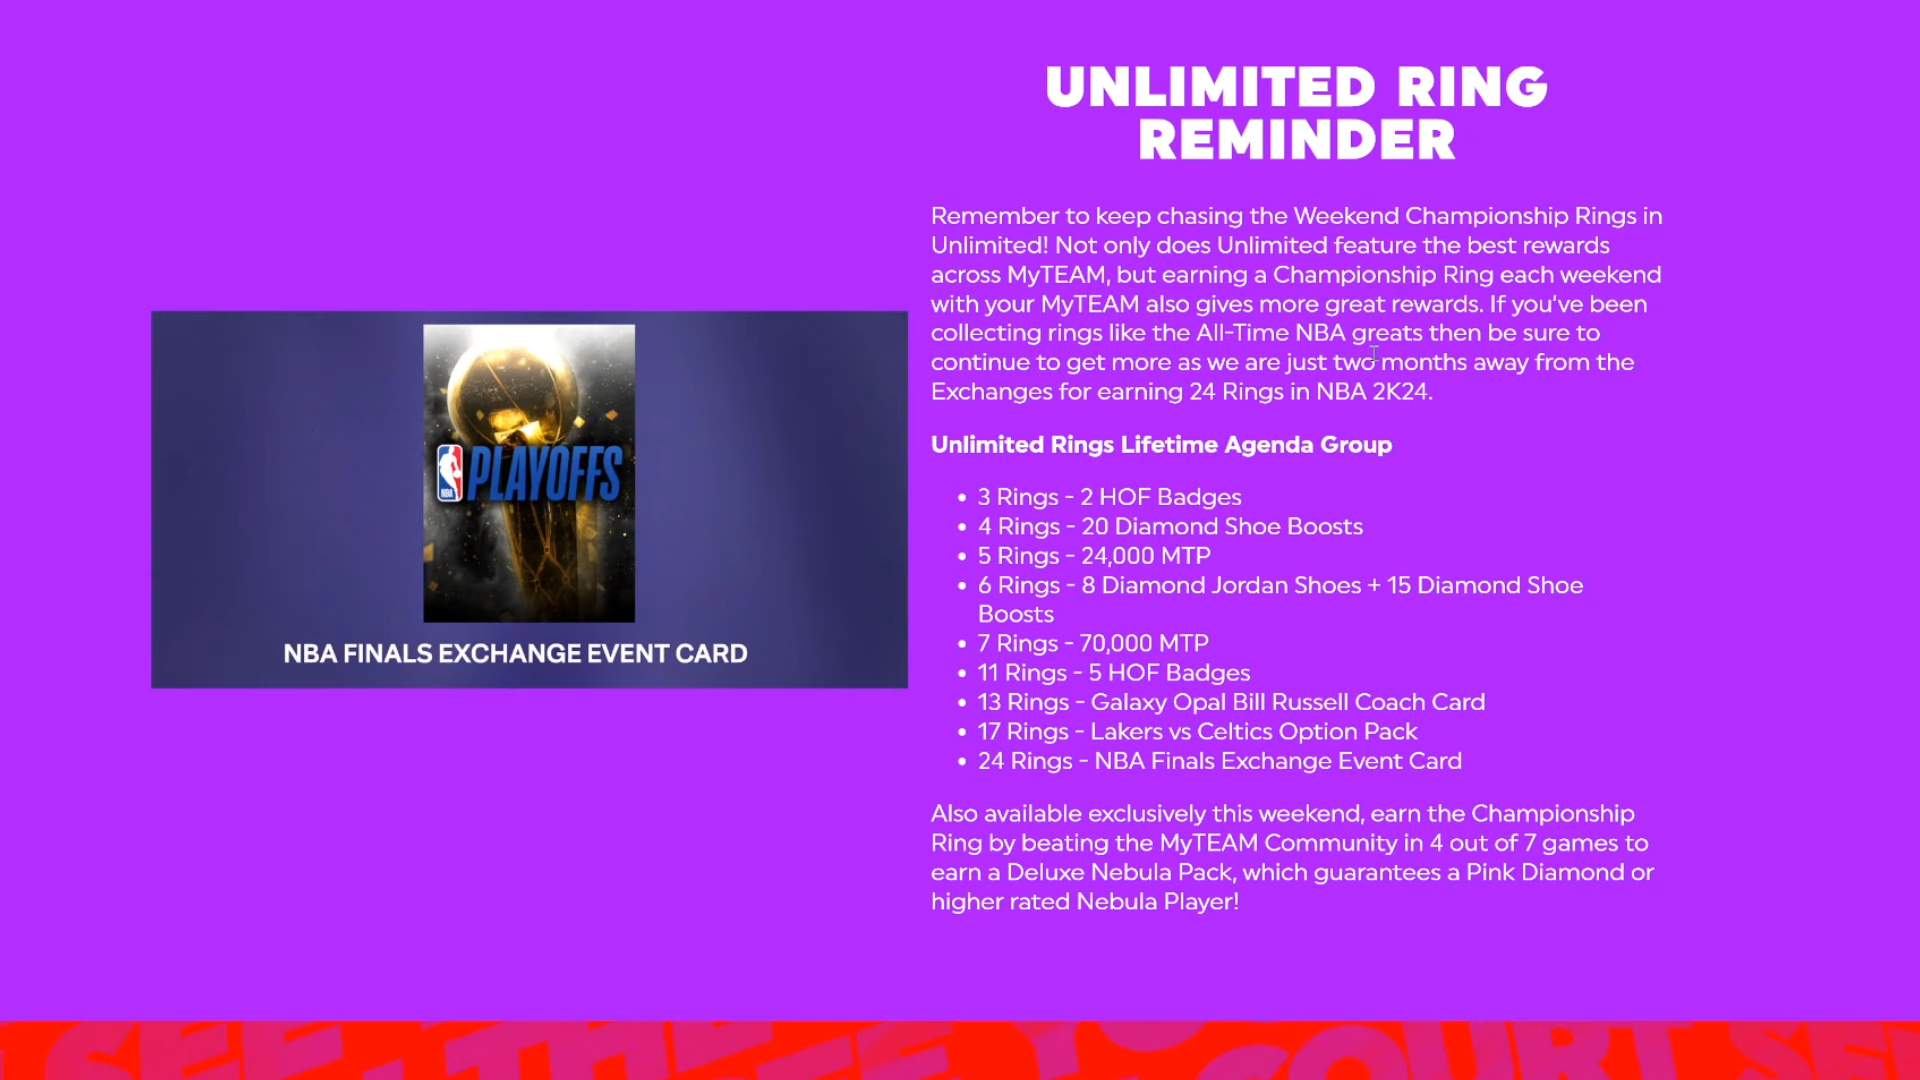 UNLIMITED RING
REMINDER
Remember to keep chasing the Weekend Championship Rings in
Unlimited! Not only does Unlimited feature the best rewards
across MyTEAM, but earning a Championship Ring each weekend
with your MyTEAM also gives more great rewards. If you've been
collecting rings like the All-Time NBA greats then be sure to
continue to get more as we are just two months away from the
Exchanges for earning 24 Rings in NBA 2K24.
Unlimited Rings Lifetime Agenda Group
• 3 Rings - 2 HOF Badges
• 4 Rings - 20 Diamond Shoe Boosts
• 5 Rings - 24,000 MTP
• 6 Rings - 8 Diamond Jordan Shoes + 15 Diamond Shoe
Boosts
• 7 Rings - 70,000 MTP
• 11 Rings - 5 HOF Badges
• 13 Rings - Galaxy Opal Bill Russell Coach Card
• 17 Rings - Lakers vs Celtics Option Pack
• 24 Rings - NBA Finals Exchange Event Card
Also available exclusively this weekend, earn the Championship
Ring by beating the MyTEAM Community in 4 out of 7 games to
earn a Deluxe Nebula Pack, which guarantees a Pink Diamond or
higher rated Nebula Player!
NBA PLAYOFFS
NBA FINALS EXCHANGE EVENT CARD
SEE THE
COURT